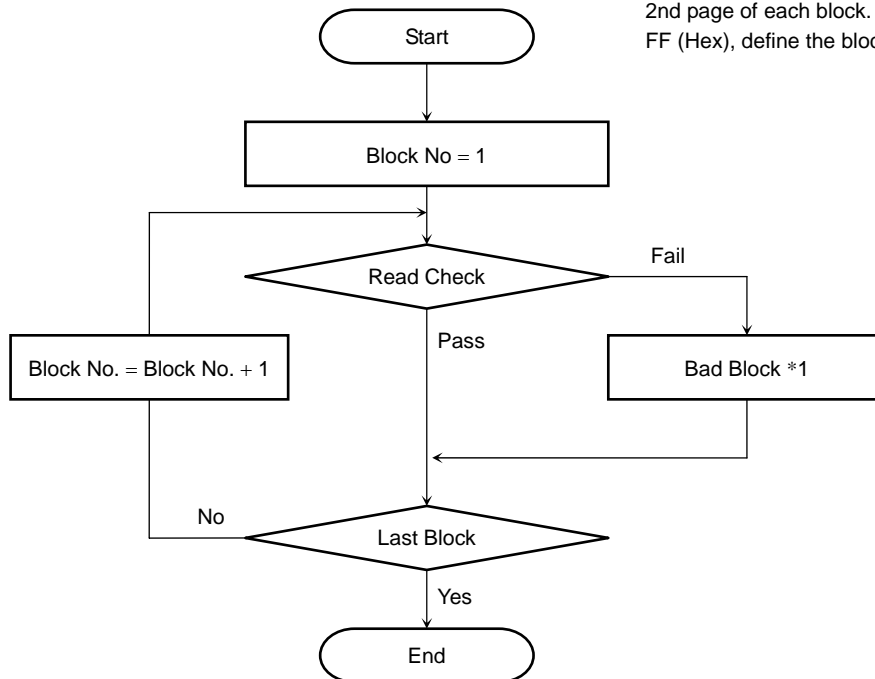 2nd page of each block.
FF (Hex), define the bloc
Start
Block No = 1
Read Check
Fail
Pass
Block No. = Block No. + 1
Bad Block *1
No
Last Block
Yes
End